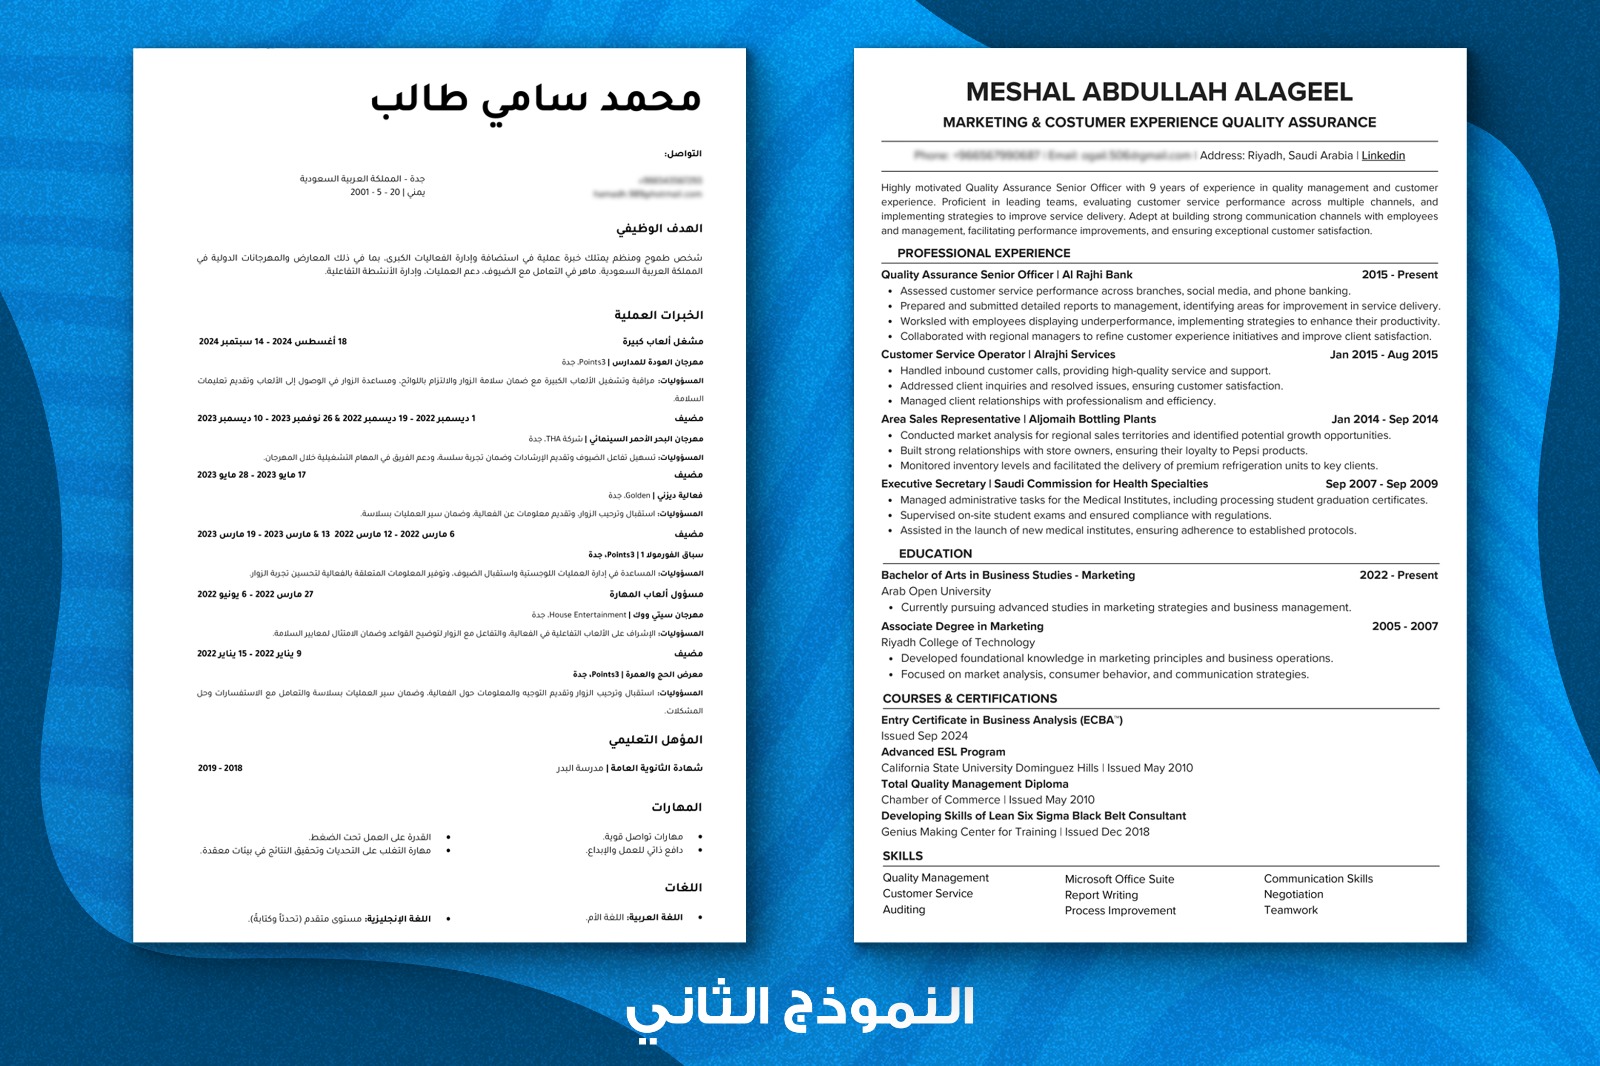 محمد سامي طالب
التواصل:
جدة - المملكة العربية السعودية
يمني | 20 - 5 - 2001
الهدف الوظيفي
شخص طموح ومنظم يمتلك خبرة عملية في استضافة وإدارة الفعاليات الكبرى، بما في ذلك المعارض والمهرجانات الدولية في
المملكة العربية السعودية. ماهر في التعامل مع الضيوف، دعم العمليات، وإدارة الأنشطة التفاعلية.
الخبرات العملية
مشغل ألعاب كبيرة 18 أغسطس 2024 – 14 سبتمبر 2024
مهرجان العودة للمدارس | Points3، جدة
المسؤوليات: مراقبة وتشغيل الألعاب الكبيرة مع ضمان سلامة الزوار والالتزام باللوائح، ومساعدة الزوار في الوصول إلى الألعاب وتقديم تعليمات
السلامة.
مضيف 1 ديسمبر 2022 – 19 ديسمبر 2022 & 26 نوفمبر 2023 – 10 ديسمبر 2023
مهرجان البحر الأحمر السينمائي | شركة THA، جدة
المسؤوليات: تسهيل تفاعل الضيوف وتقديم الإرشادات وضمان تجربة سلسة، ودعم الفريق في المهام التشغيلية خلال المهرجان.
مضيف 17 مايو 2023 – 28 مايو 2023
فعالية ديزني | Golden، جدة
المسؤوليات: استقبال وترحيب الزوار، وتقديم معلومات عن الفعالية، وضمان سير العمليات بسلاسة.
مضيف 6 مارس 2022 – 12 مارس 2022 & 13 مارس 2023 – 19 مارس 2023
سباق الفورمولا 1 | Points3، جدة
المسؤوليات: المساعدة في إدارة العمليات اللوجستية واستقبال الضيوف، وتوفير المعلومات المتعلقة بالفعالية لتحسين تجربة الزوار.
مسؤول ألعاب المهارة 27 مارس 2022 – 6 يونيو 2022
مهرجان سيتي ووك | House Entertainment، جدة
المسؤوليات: الإشراف على الألعاب التفاعلية في الفعالية، والتفاعل مع الزوار لتوضيح القواعد وضمان الامتثال لمعايير السلامة.
مضيف 9 يناير 2022 – 15 يناير 2022
معرض الحج والعمرة | Points3، جدة
المسؤوليات: استقبال وترحيب الزوار وتقديم التوجيه والمعلومات حول الفعالية، وضمان سير العمليات بسلاسة والتعامل مع الاستفسارات وحل
المشكلات.
المؤهل التعليمي
شهادة الثانوية العامة | مدرسة البدر 2018 - 2019
المهارات
• مهارات تواصل قوية.
• دافع ذاتي للعمل والإبداع.
• القدرة على العمل تحت الضغط.
• مهارة التغلب على التحديات وتحقيق النتائج في بيئات معقدة.
اللغات
• اللغة العربية: اللغة الأم.
• اللغة الإنجليزية: مستوى متقدم (تحدثاً وكتابةً).
MESHAL ABDULLAH ALAGEEL
MARKETING & COSTUMER EXPERIENCE QUALITY ASSURANCE
Address: Riyadh, Saudi Arabia | Linkedin
Highly motivated Quality Assurance Senior Officer with 9 years of experience in quality management and customer
experience. Proficient in leading teams, evaluating customer service performance across multiple channels, and
implementing strategies to improve service delivery. Adept at building strong communication channels with employees
and management, facilitating performance improvements, and ensuring exceptional customer satisfaction.
PROFESSIONAL EXPERIENCE
Quality Assurance Senior Officer | Al Rajhi Bank 2015 - Present
• Assessed customer service performance across branches, social media, and phone banking.
• Prepared and submitted detailed reports to management, identifying areas for improvement in service delivery.
• Worksled with employees displaying underperformance, implementing strategies to enhance their productivity.
• Collaborated with regional managers to refine customer experience initiatives and improve client satisfaction.
Customer Service Operator | Alrajhi Services Jan 2015 - Aug 2015
• Handled inbound customer calls, providing high-quality service and support.
• Addressed client inquiries and resolved issues, ensuring customer satisfaction.
• Managed client relationships with professionalism and efficiency.
Area Sales Representative | Aljomaih Bottling Plants Jan 2014 - Sep 2014
• Conducted market analysis for regional sales territories and identified potential growth opportunities.
• Built strong relationships with store owners, ensuring their loyalty to Pepsi products.
• Monitored inventory levels and facilitated the delivery of premium refrigeration units to key clients.
Executive Secretary | Saudi Commission for Health Specialties Sep 2007 - Sep 2009
• Managed administrative tasks for the Medical Institutes, including processing student graduation certificates.
• Supervised on-site student exams and ensured compliance with regulations.
• Assisted in the launch of new medical institutes, ensuring adherence to established protocols.
EDUCATION
Bachelor of Arts in Business Studies - Marketing 2022 - Present
Arab Open University
• Currently pursuing advanced studies in marketing strategies and business management.
Associate Degree in Marketing 2005 - 2007
Riyadh College of Technology
• Developed foundational knowledge in marketing principles and business operations.
• Focused on market analysis, consumer behavior, and communication strategies.
COURSES & CERTIFICATIONS
Entry Certificate in Business Analysis (ECBA™)
Issued Sep 2024
Advanced ESL Program
California State University Dominguez Hills | Issued May 2010
Total Quality Management Diploma
Chamber of Commerce | Issued May 2010
Developing Skills of Lean Six Sigma Black Belt Consultant
Genius Making Center for Training | Issued Dec 2018
SKILLS
Quality Management Microsoft Office Suite Communication Skills
Customer Service Report Writing Negotiation
Auditing Process Improvement Teamwork
النموذج الثاني